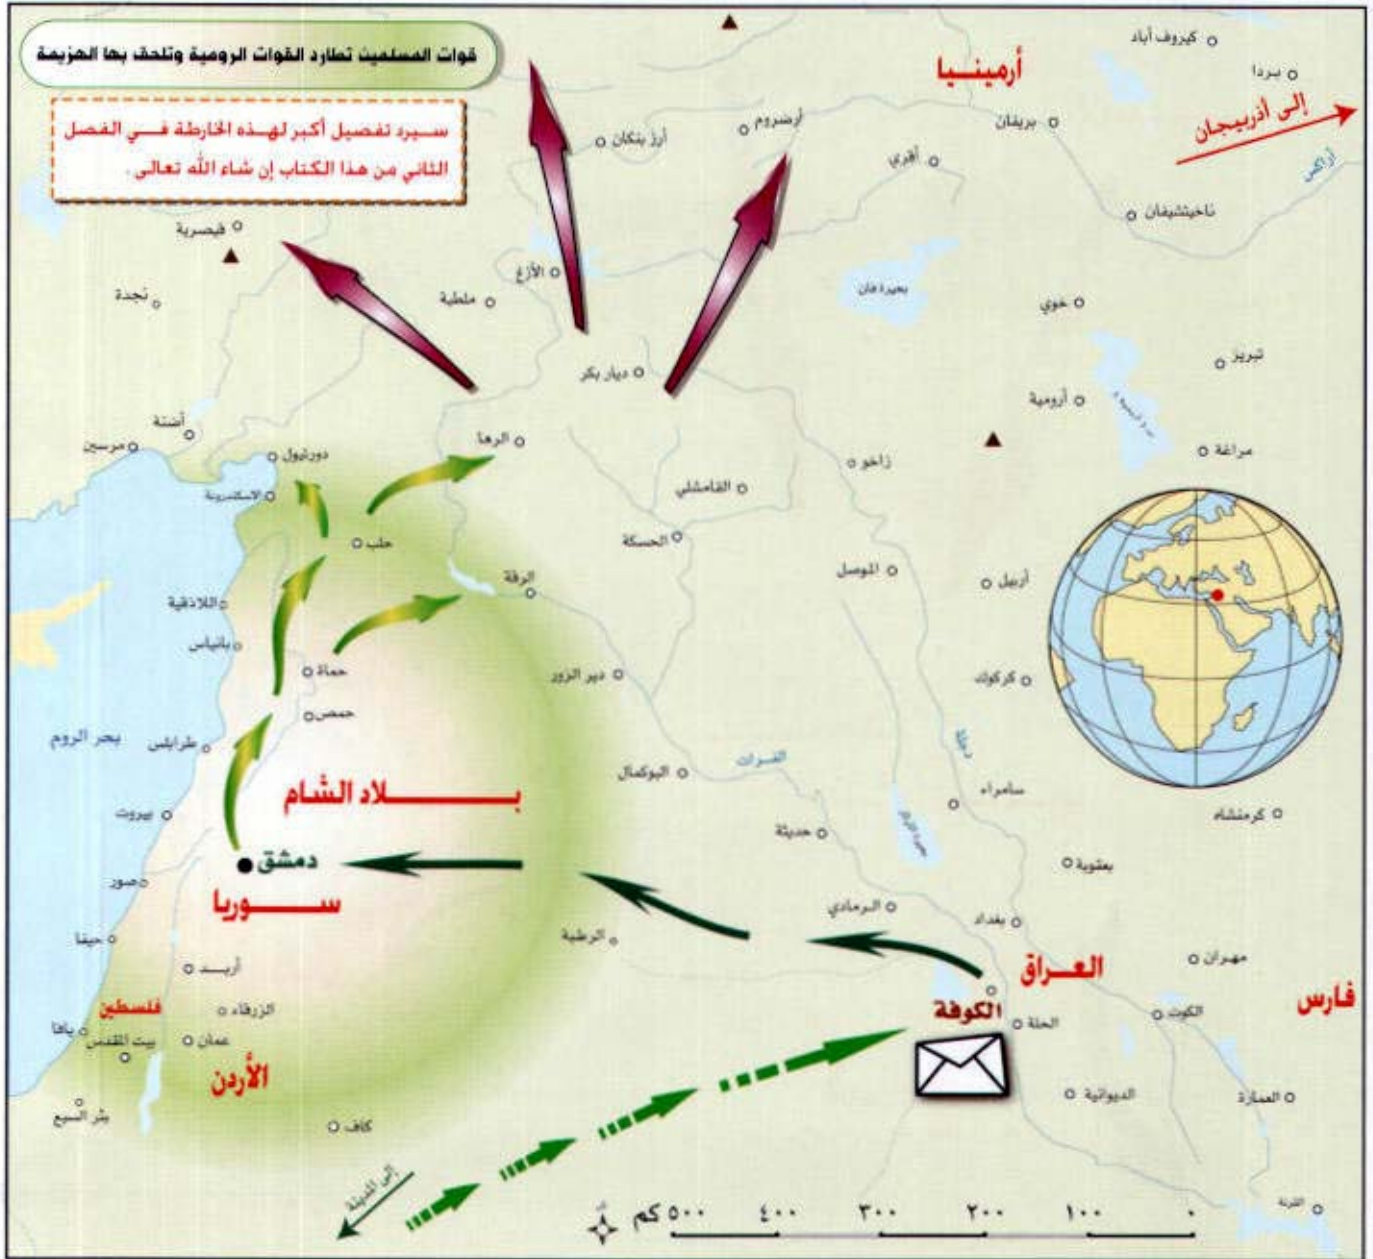 قوات المسلمين تطارد القوات الرومية وتلحق بها الهزيمة
سيرد تفصيل أكبر لهذه الخارطة في الفصل
الثاني من هذا الكتاب إن شاء الله تعالى .
أرمينيا
كيروف أباد
بردا
إلى أذربيجان
أراكس
أرز بنكان
أرضروم
بريفان
أقري
ناخيتشيفان
قيصرية
نجدة
ملطية
الأزغ
بحيرة فان
خوي
تبريز
ديار بكر
أرومية
مراغة
أضنة
مرسين
دورتيول
الاسكندرونة
الرها
زاخو
القامشلي
الحسكة
حلب
الرقة
الموصل
أربيل
اللاذقية
بانياس
حماة
حمص
دير الزور
كركوك
بحر الروم
طرابلس
البوكمال
الفرات
دجلة
بلاد الشام
بيروت
سامراء
حديثة
كرمنشاه
دمشق
سوريا
صور
بعقوبة
الرمادي
بغداد
حيفا
الرطبة
أربد
العراق
مهران
فارس
فلسطين
الزرقاء
الكوفة
الحلة
الكوت
يافا
بيت المقدس
عمان
الأردن
الديوانية
العمارة
بئر السبع
كاف
إلى المدينة
القرنة
٥٠٠ كم
٤٠٠
٣٠٠
٢٠٠
١٠٠
٠